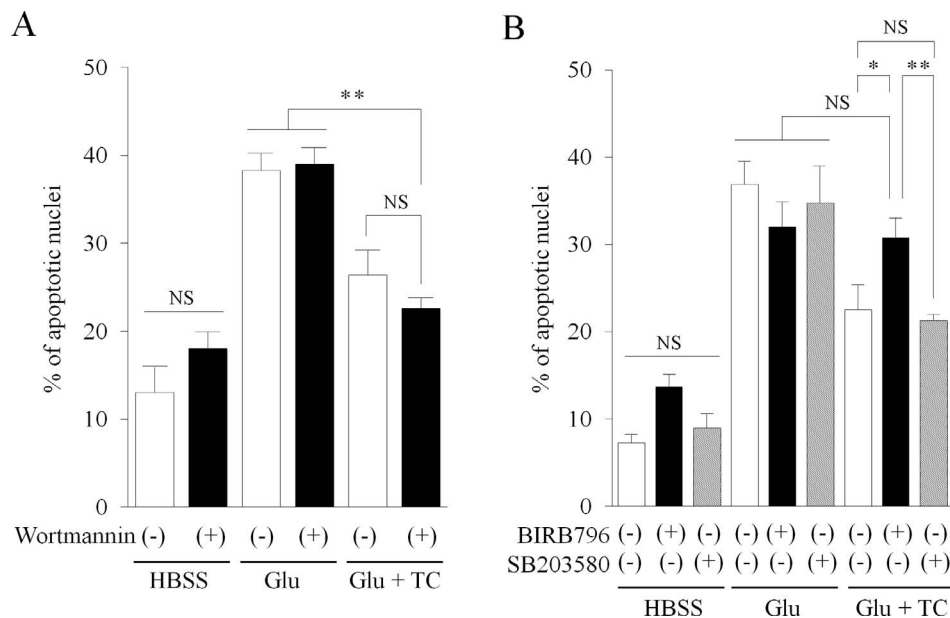 A
% of apoptotic nuclei
50
40
30
20
10
0
**
NS
NS
Wortmannin (-) (+) (-) (+) (-) (+)
HBSS Glu Glu + TC
B
% of apoptotic nuclei
50
40
30
20
10
0
NS
* **
NS
NS
BIRB796 (-) (+) (-) (-) (+) (-) (-) (+) (-)
SB203580 (-) (-) (+) (-) (-) (+) (-) (-) (+)
HBSS Glu Glu + TC